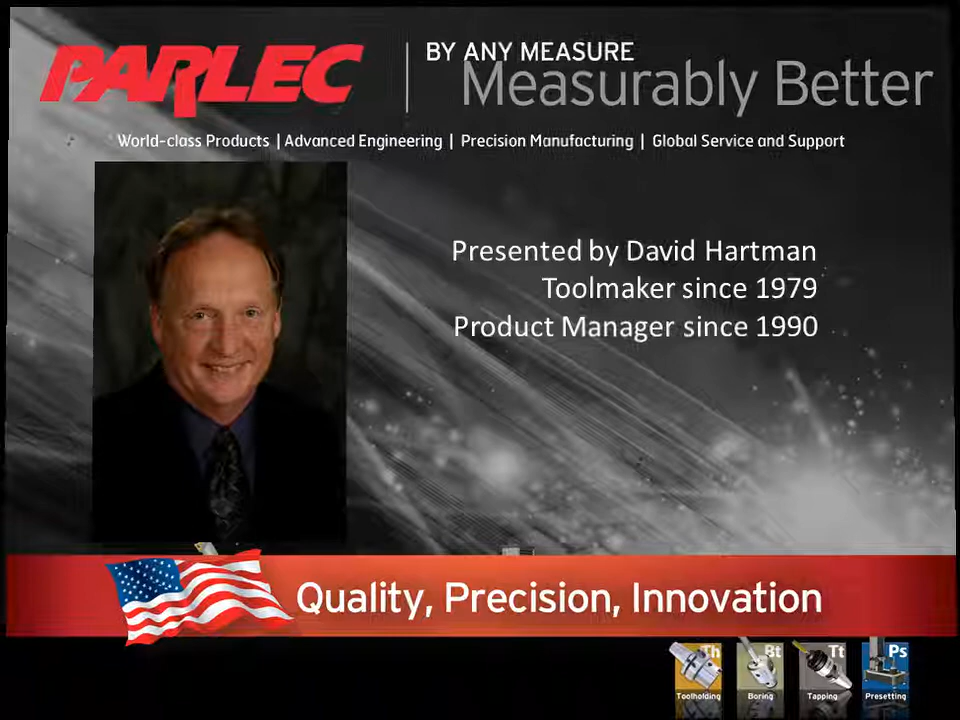 PARLEC
BY ANY MEASURE
Measurably Better
World-class Products | Advanced Engineering | Precision Manufacturing | Global Service and Support
Presented by David Hartman
Toolmaker since 1979
Product Manager since 1990
Quality, Precision, Innovation
Th Bt Tt Ps
Toolholding Boring Tapping Presetting